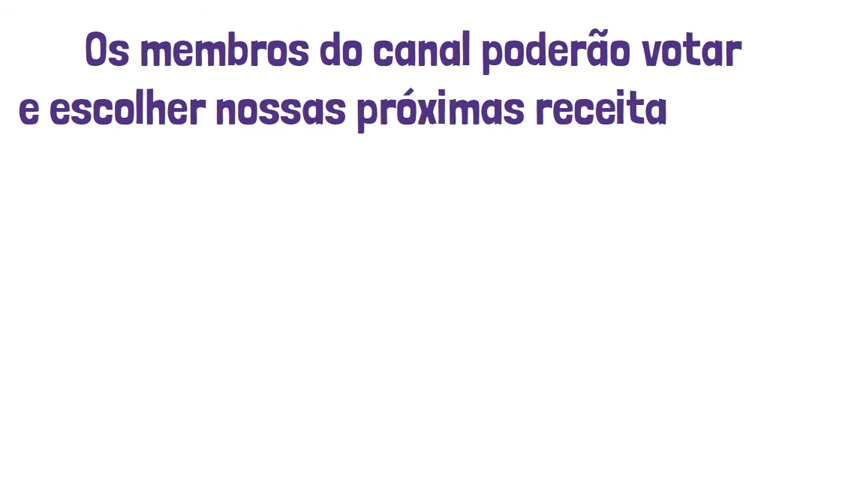 Os membros do canal poderão votar
e escolher nossas próximas receita